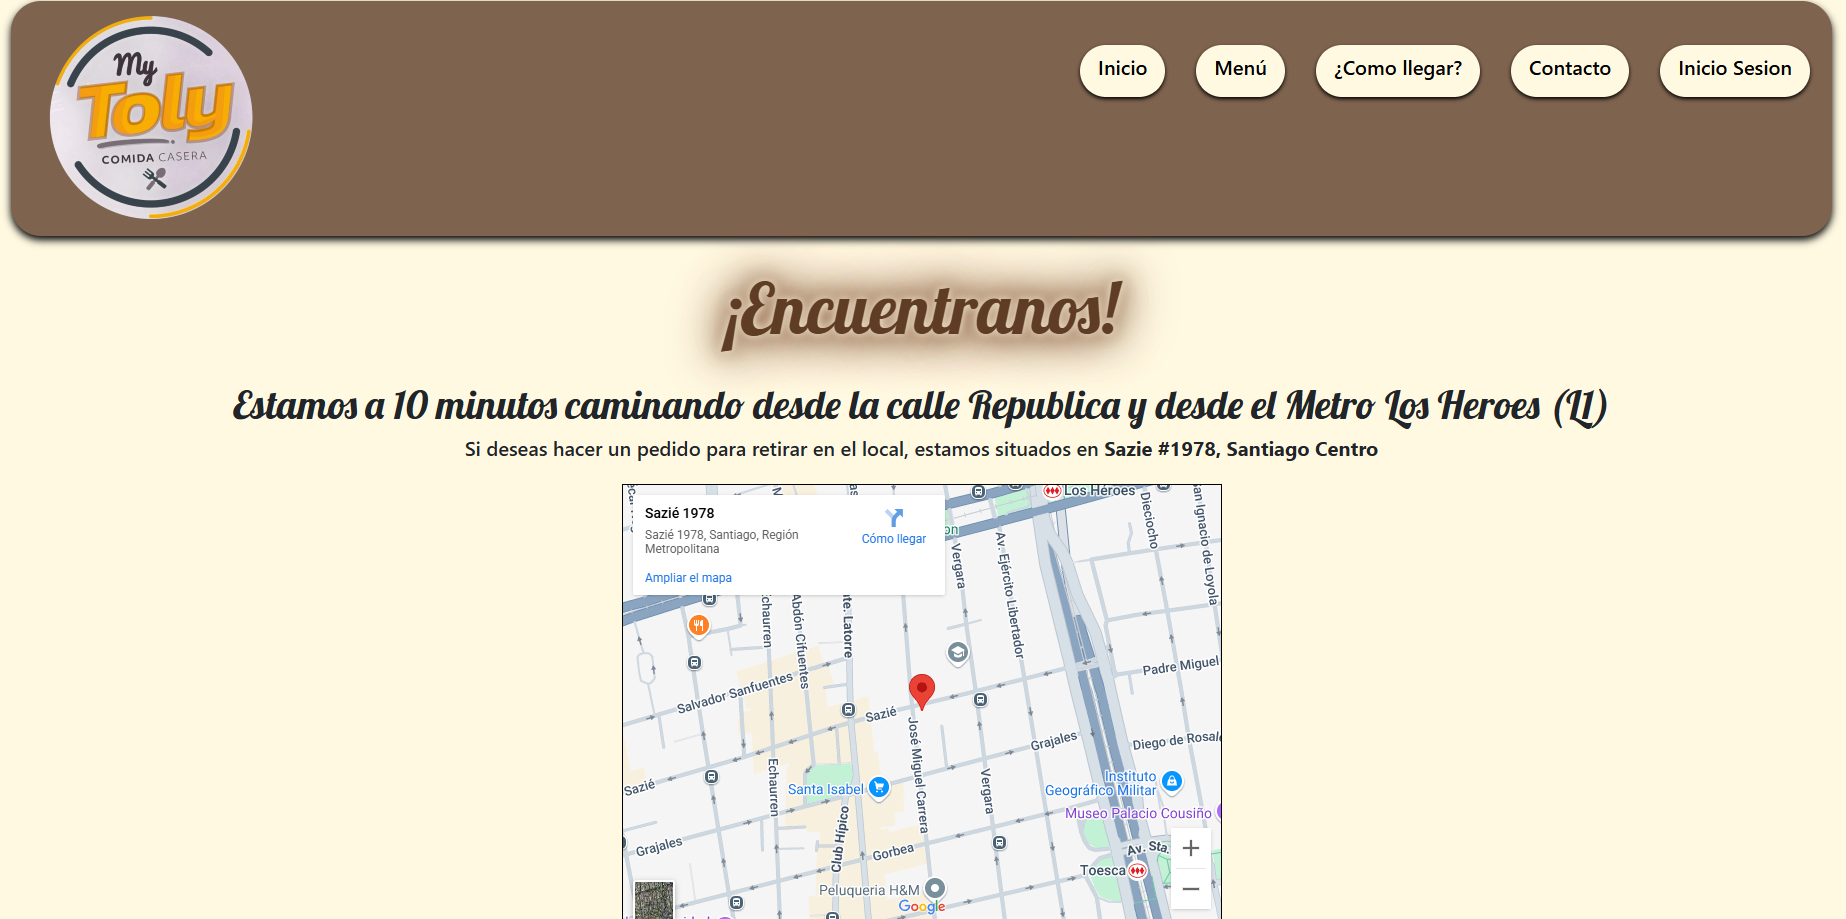 My
Toly
COMIDA CASERA
Inicio
Menú
¿Como llegar?
Contacto
Inicio Sesion
¡Encuentranos!
Estamos a 10 minutos caminando desde la calle Republica y desde el Metro Los Heroes (L1)
Si deseas hacer un pedido para retirar en el local, estamos situados en Sazie #1978, Santiago Centro
Sazié 1978
Sazié 1978, Santiago, Región
Metropolitana
Cómo llegar
Ampliar el mapa
Los Héroes
Dieciocho
San Ignacio de Loyola
Vergara
Av. Ejército Libertador
Echaurren
Abdón Cifuentes
Latorre
Padre Miguel
Salvador Sanfuentes
Sazié
José Miguel Carrera
Grajales
Diego de Rosale
Echaurren
Vergara
Instituto
Geográfico Militar
Sazié
Santa Isabel
Museo Palacio Cousiño
Club Hípico
Grajales
Gorbea
Av. Sta.
Toesca
Peluqueria H&M
Google